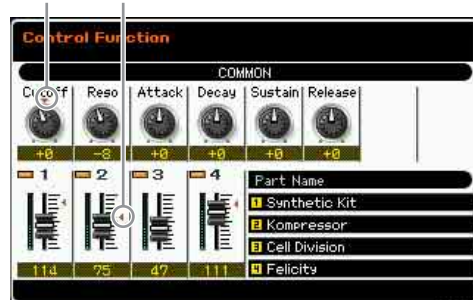 Control Function
COMMON
Cutoff Reso Attack Decay Sustain Release
+0 -8 +0 +0 +0 +0
1 2 3 4
Part Name
1 Synthetic Kit
2 Kompressor
3 Cell Division
4 Felicity
114 75 47 111